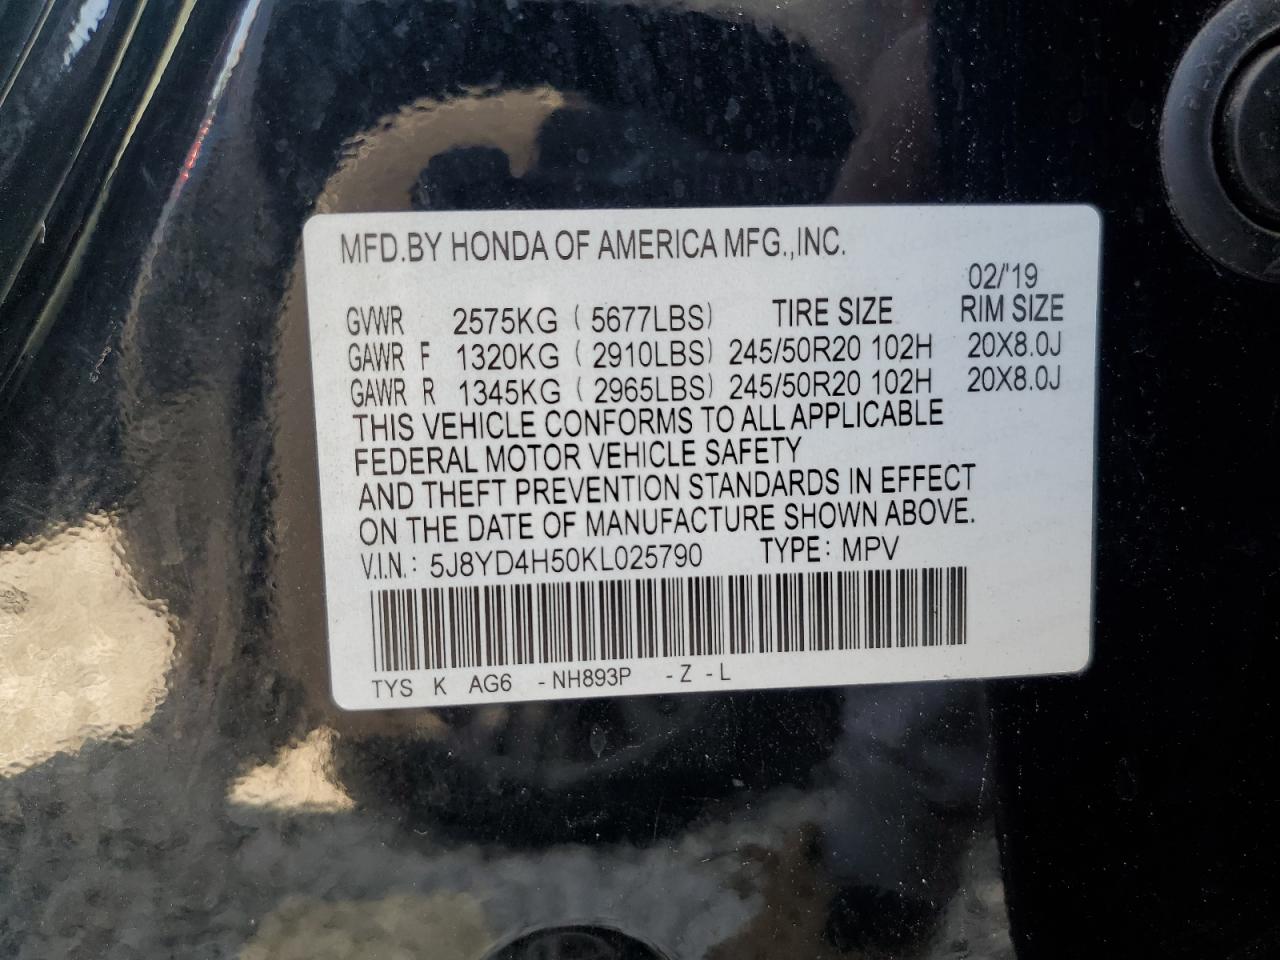 MFD.BY HONDA OF AMERICA MFG.,INC.
02/'19
GVWR 2575KG ( 5677LBS) TIRE SIZE RIM SIZE
GAWR F 1320KG ( 2910LBS) 245/50R20 102H 20X8.0J
GAWR R 1345KG ( 2965LBS) 245/50R20 102H 20X8.0J
THIS VEHICLE CONFORMS TO ALL APPLICABLE
FEDERAL MOTOR VEHICLE SAFETY
AND THEFT PREVENTION STANDARDS IN EFFECT
ON THE DATE OF MANUFACTURE SHOWN ABOVE.
V.I.N.: 5J8YD4H50KL025790 TYPE: MPV
TYS K AG6 -NH893P -Z -L